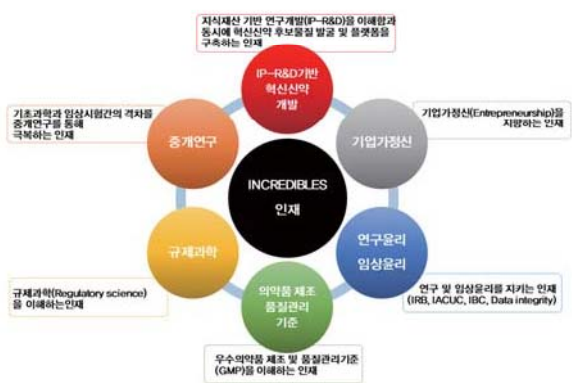 지식재산 기반 연구개발(IP-R&D)을 이해함과
동시에 혁신신약 후보물질 발굴 및 플랫폼을
구축하는 인재
IP-R&D기반
혁신신약
개발
기초과학과 임상시험간의 격차를
중개연구를 통해
극복하는 인재
중개연구
기업가정신
기업가정신(Entrepreneurship)을
지향하는 인재
INCREDIBLES
인재
규제과학
연구윤리
임상윤리
규제과학(Regulatory science)
을 이해하는인재
의약품 제조
품질관리
기준
연구 및 임상윤리를 지키는 인재
(IRB, IACUC, IBC, Data integrity)
우수의약품 제조 및 품질관리기준
(GMP)을 이해하는 인재